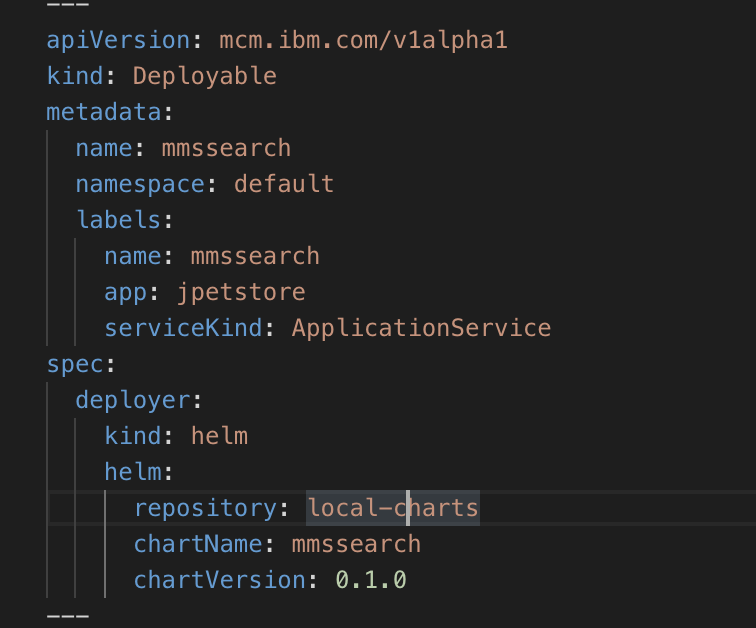 ---
apiVersion: mcm.ibm.com/v1alpha1
kind: Deployable
metadata:
  name: mmssearch
  namespace: default
  labels:
    name: mmssearch
    app: jpetstore
    serviceKind: ApplicationService
spec:
  deployer:
    kind: helm
    helm:
      repository: local-charts
      chartName: mmssearch
      chartVersion: 0.1.0
---